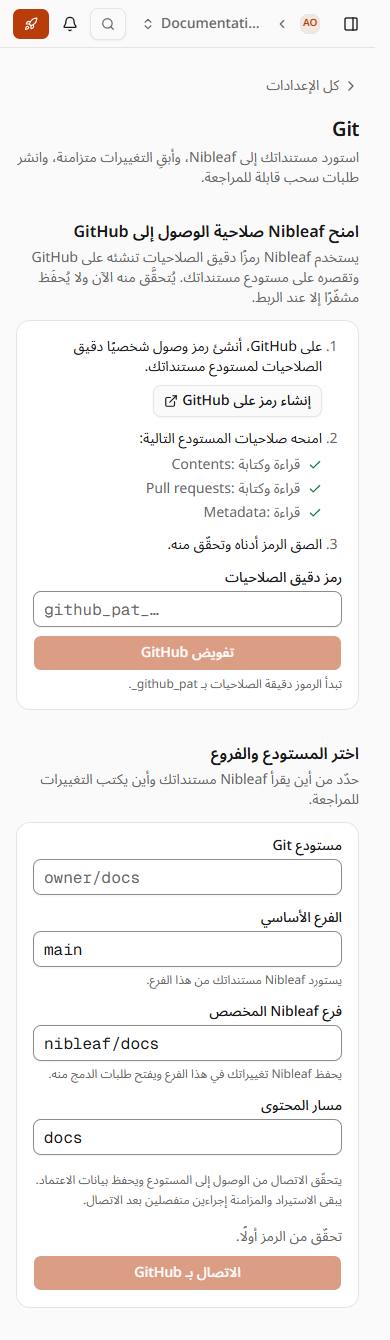 Documentati...
AO
كل الإعدادات
Git
استورد مستنداتك إلى Nibleaf، وأبقِ التغييرات متزامنة، وانشر
طلبات سحب قابلة للمراجعة.
امنح Nibleaf صلاحية الوصول إلى GitHub
يستخدم Nibleaf رمزًا دقيق الصلاحيات تنشئه على GitHub
وتقصره على مستودع مستنداتك. يُتحقَّق منه الآن ولا يُحفَظ
مشفّرًا إلا عند الربط.
1. على GitHub، أنشئ رمز وصول شخصيًا دقيق
الصلاحيات لمستودع مستنداتك.
إنشاء رمز على GitHub
2. امنحه صلاحيات المستودع التالية:
Contents: قراءة وكتابة
Pull requests: قراءة وكتابة
Metadata: قراءة
3. الصق الرمز أدناه وتحقّق منه.
رمز دقيق الصلاحيات
github_pat_…
تفويض GitHub
تبدأ الرموز دقيقة الصلاحيات بـ github_pat_.
اختر المستودع والفروع
حدّد من أين يقرأ Nibleaf مستنداتك وأين يكتب التغييرات
للمراجعة.
مستودع Git
owner/docs
الفرع الأساسي
main
يستورد Nibleaf مستنداتك من هذا الفرع.
فرع Nibleaf المخصص
nibleaf/docs
يحفظ Nibleaf تغييراتك في هذا الفرع ويفتح طلبات الدمج منه.
مسار المحتوى
docs
يتحقّق الاتصال من الوصول إلى المستودع ويحفظ بيانات الاعتماد.
يبقى الاستيراد والمزامنة إجراءين منفصلين بعد الاتصال.
تحقّق من الرمز أولًا.
الاتصال بـ GitHub